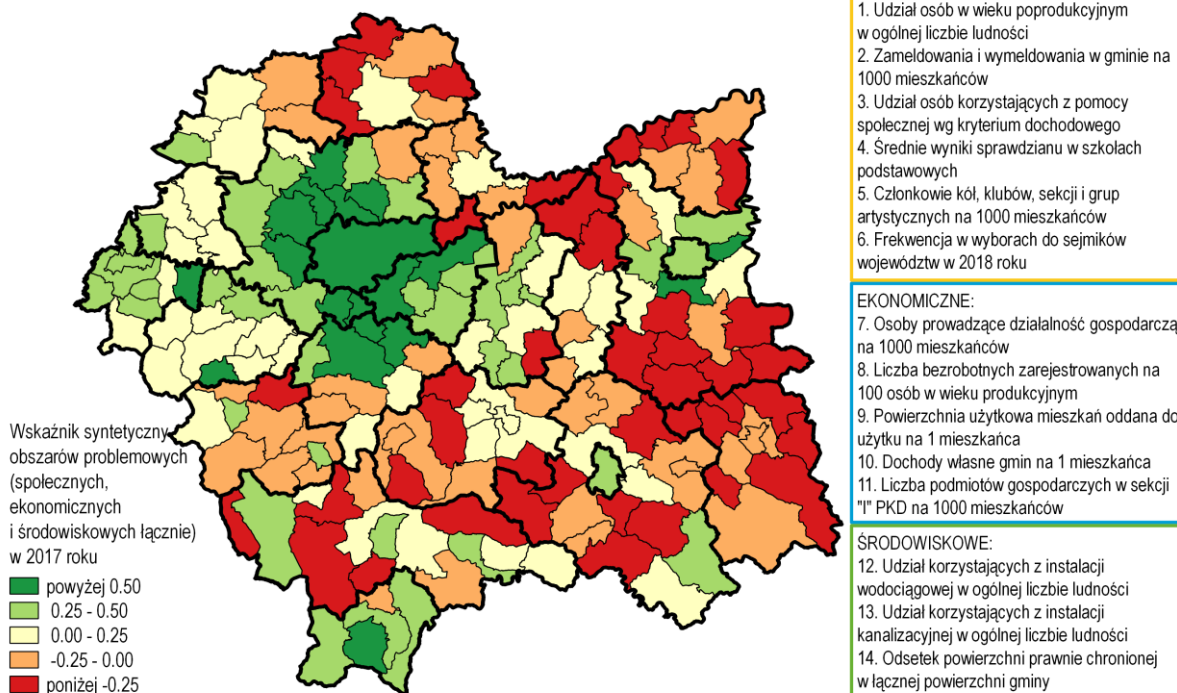 Wskaźnik syntetyczny
obszarów problemowych
(społecznych,
ekonomicznych
i środowiskowych łącznie)
w 2017 roku
powyżej 0.50
0.25 - 0.50
0.00 - 0.25
-0.25 - 0.00
poniżej -0.25
1. Udział osób w wieku poprodukcyjnym
w ogólnej liczbie ludności
2. Zameldowania i wymeldowania w gminie na
1000 mieszkańców
3. Udział osób korzystających z pomocy
społecznej wg kryterium dochodowego
4. Średnie wyniki sprawdzianu w szkołach
podstawowych
5. Członkowie kół, klubów, sekcji i grup
artystycznych na 1000 mieszkańców
6. Frekwencja w wyborach do sejmików
województw w 2018 roku
EKONOMICZNE:
7. Osoby prowadzące działalność gospodarczą
na 1000 mieszkańców
8. Liczba bezrobotnych zarejestrowanych na
100 osób w wieku produkcyjnym
9. Powierzchnia użytkowa mieszkań oddana do
użytku na 1 mieszkańca
10. Dochody własne gmin na 1 mieszkańca
11. Liczba podmiotów gospodarczych w sekcji
"I" PKD na 1000 mieszkańców
ŚRODOWISKOWE:
12. Udział korzystających z instalacji
wodociągowej w ogólnej liczbie ludności
13. Udział korzystających z instalacji
kanalizacyjnej w ogólnej liczbie ludności
14. Odsetek powierzchni prawnie chronionej
w łącznej powierzchni gminy